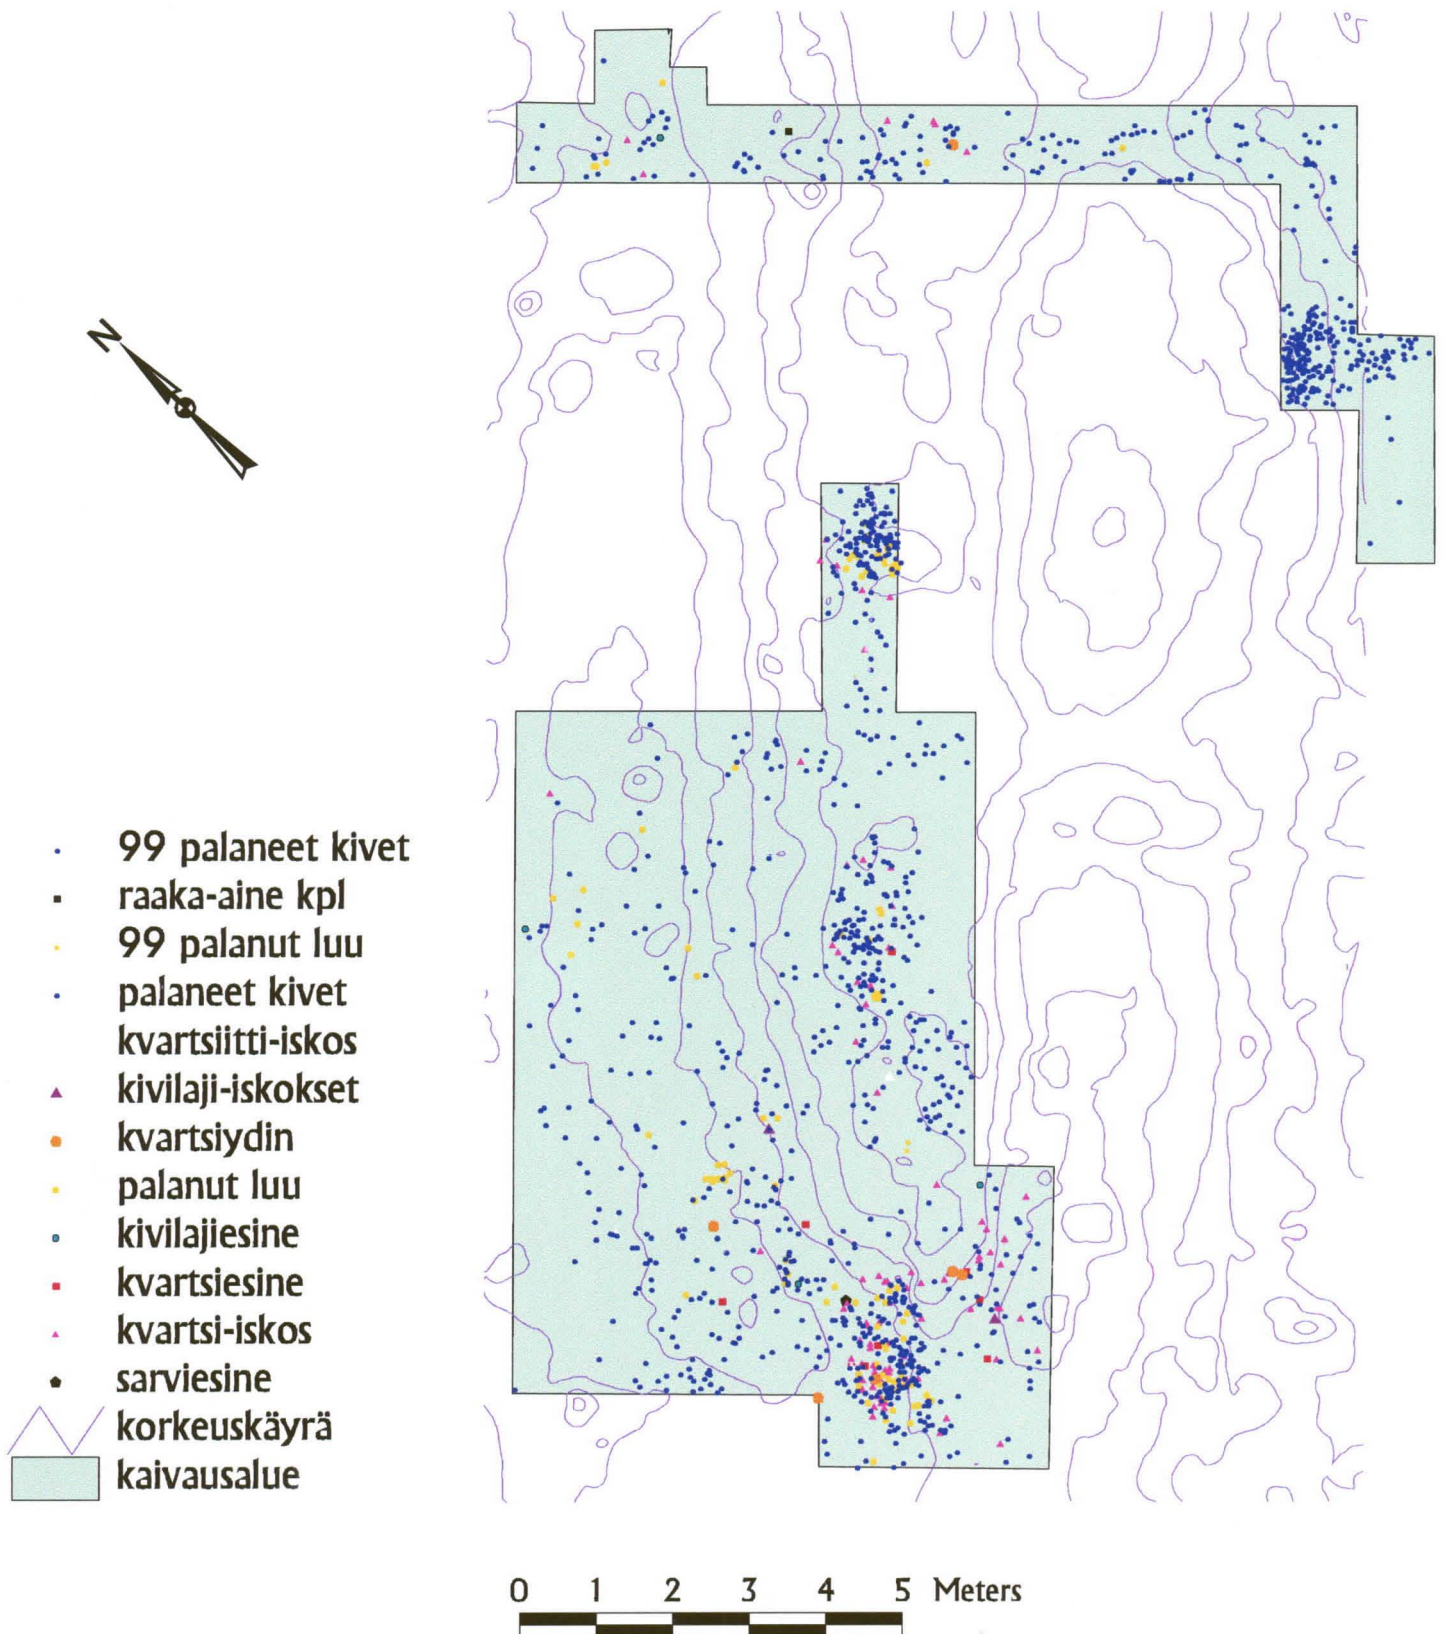 N
99 palaneet kivet
raaka-aine kpl
99 palanut luu
palaneet kivet
kvartsiitti-iskos
kivilaji-iskokset
kvartsiydin
palanut luu
kivilajiesine
kvartsiesine
kvartsi-iskos
sarviesine
korkeuskäyrä
kaivausalue
0 1 2 3 4 5 Meters